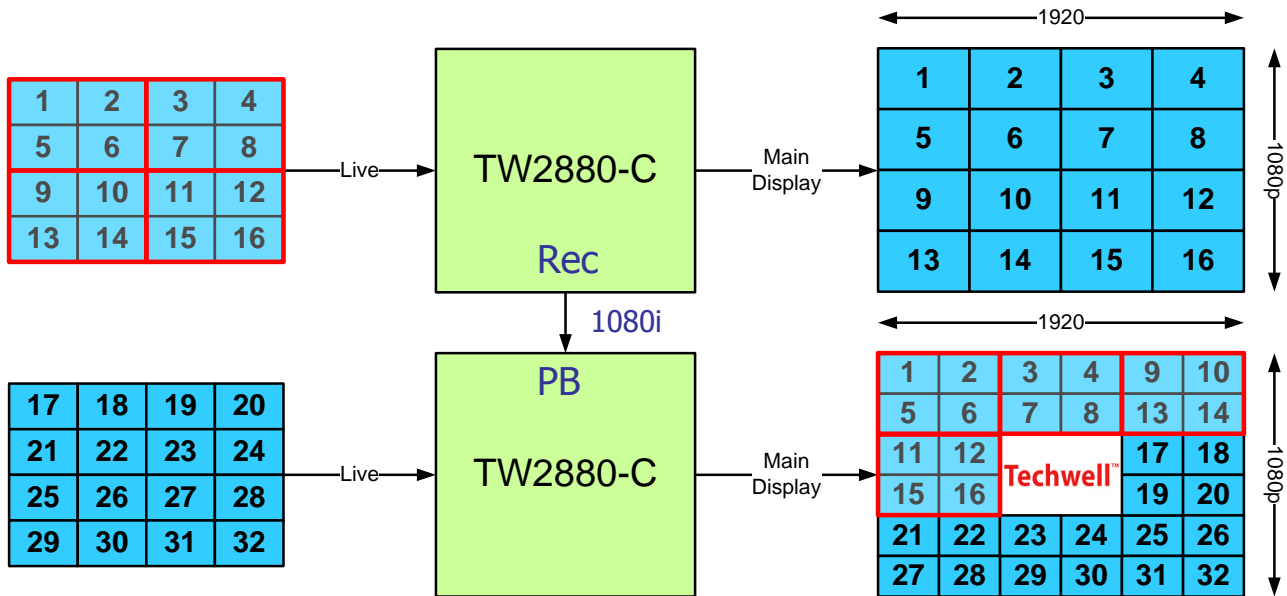 1920
1 2 3 4
5 6 7 8
9 10 11 12
13 14 15 16
Live
TW2880-C
Rec
Main
Display
1 2 3 4
5 6 7 8
9 10 11 12
13 14 15 16
1080p
1080i
1920
17 18 19 20
21 22 23 24
25 26 27 28
29 30 31 32
Live
PB
TW2880-C
Main
Display
1 2 3 4 9 10
5 6 7 8 13 14
11 12 17 18
Techwell™
15 16 19 20
21 22 23 24 25 26
27 28 29 30 31 32
1080p